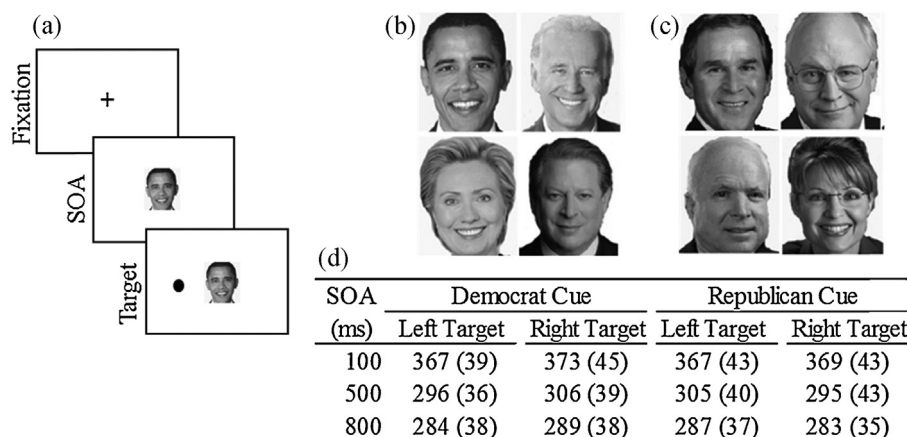 (a)
Fixation
+
SOA
Target
(b)
(c)
(d)
SOA Democrat Cue Republican Cue
(ms) Left Target Right Target Left Target Right Target
100 367 (39) 373 (45) 367 (43) 369 (43)
500 296 (36) 306 (39) 305 (40) 295 (43)
800 284 (38) 289 (38) 287 (37) 283 (35)